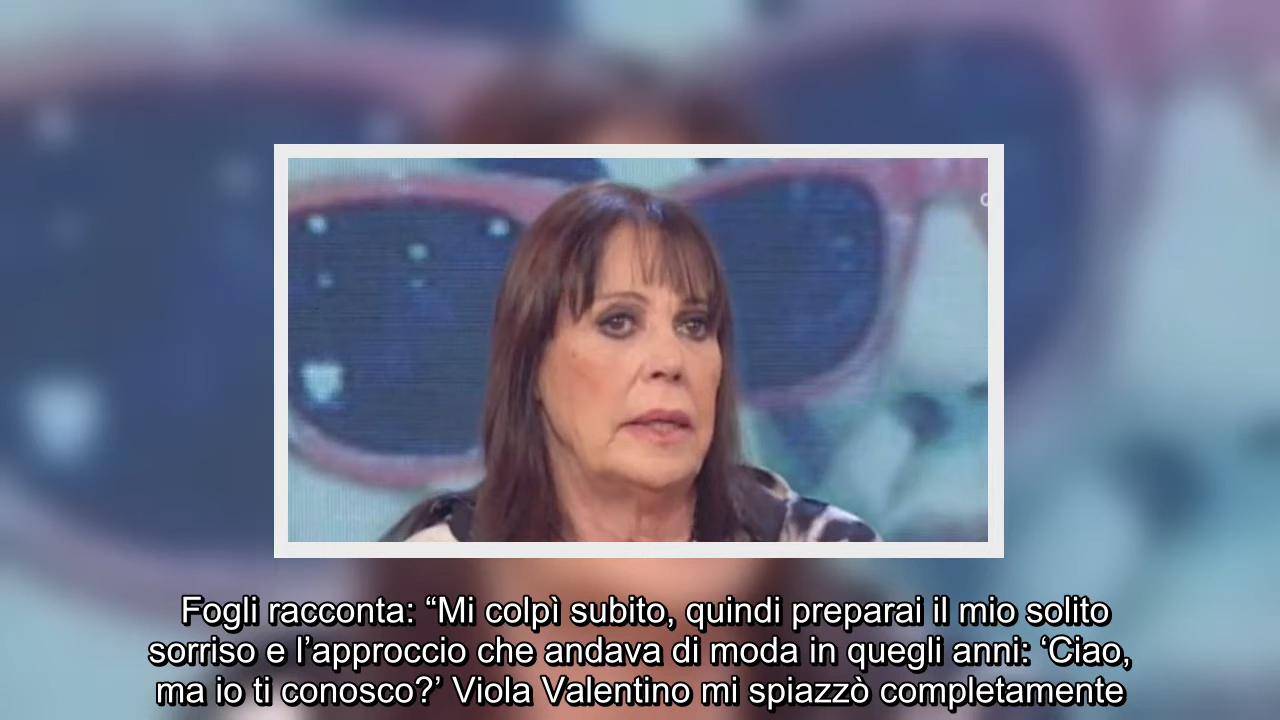 Fogli racconta: “Mi colpì subito, quindi preparai il mio solito
sorriso e l’approccio che andava di moda in quegli anni: ‘Ciao,
ma io ti conosco?’ Viola Valentino mi spiazzò completamente